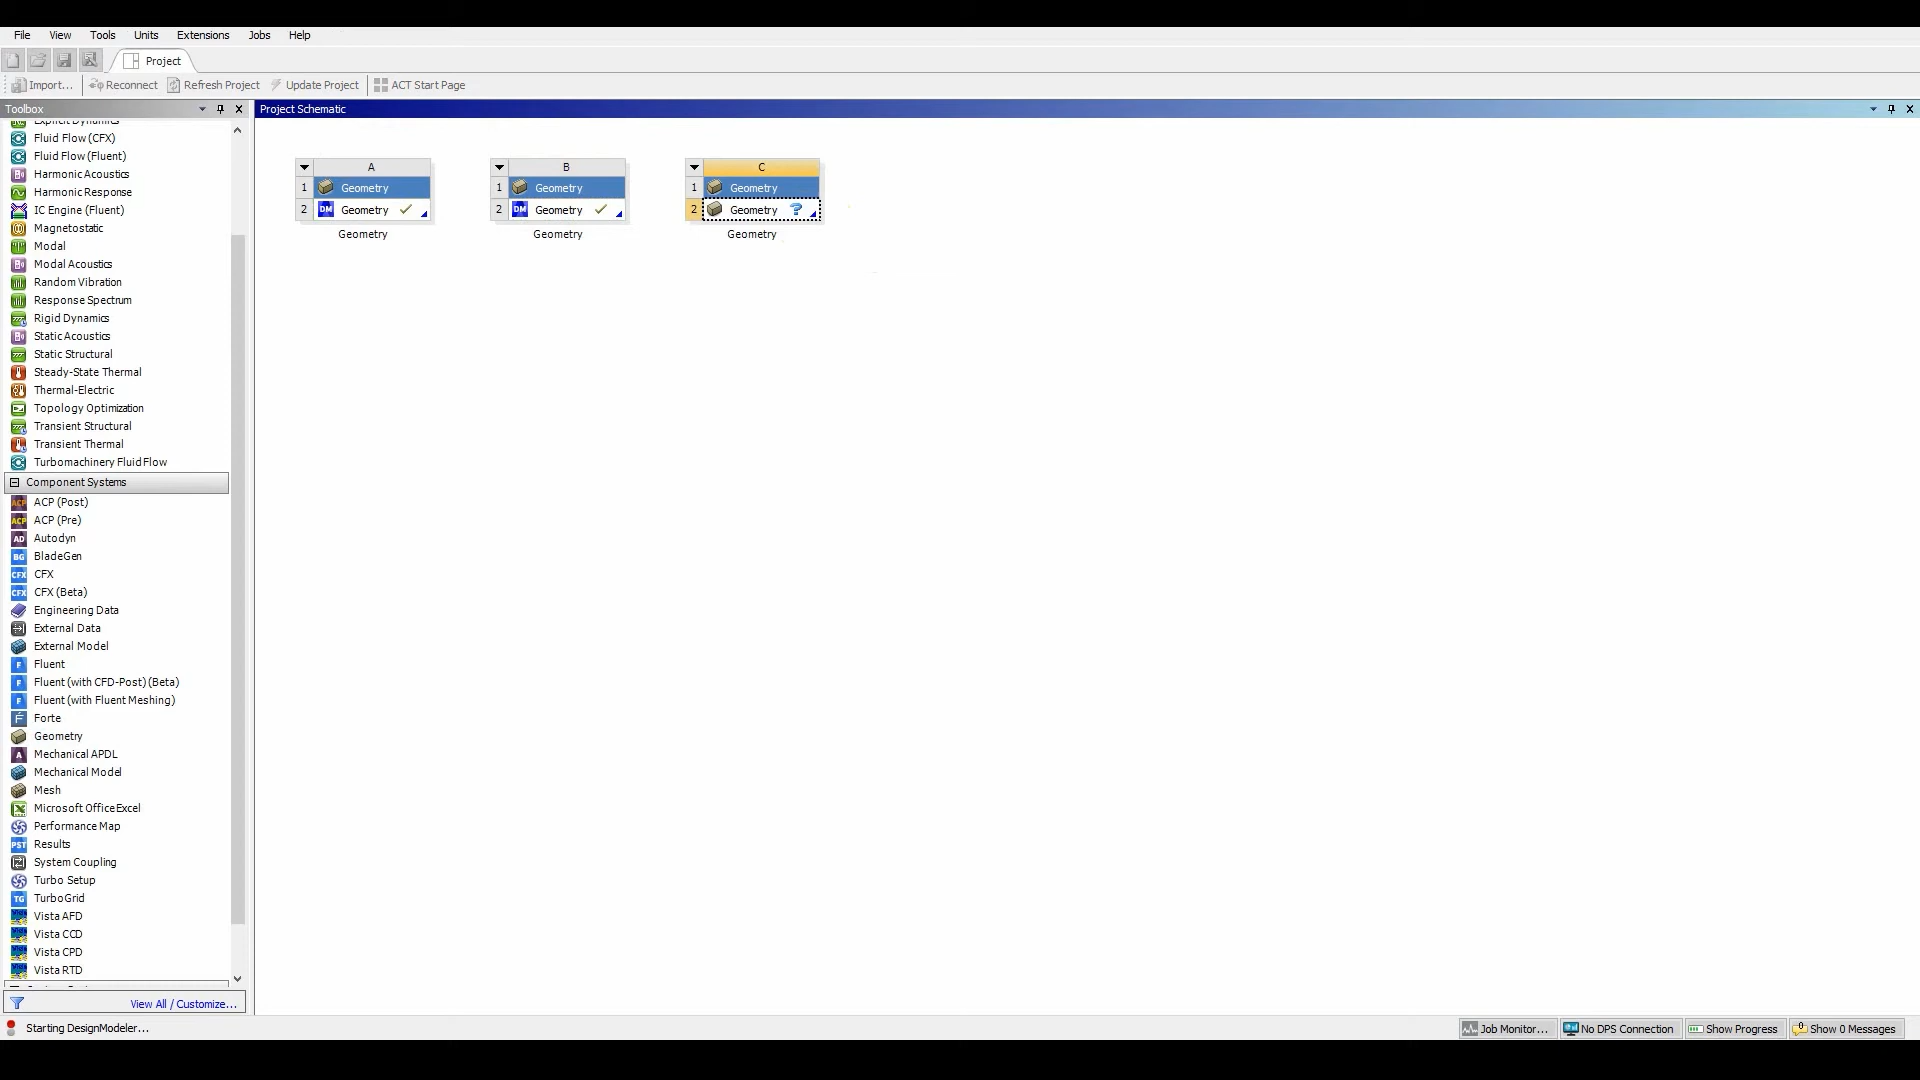 File View Tools Units Extensions Jobs Help
Project
Import... Reconnect Refresh Project Update Project ACT Start Page
Toolbox
Project Schematic
Explicit Dynamics
Fluid Flow (CFX)
Fluid Flow (Fluent)
Harmonic Acoustics
Harmonic Response
IC Engine (Fluent)
Magnetostatic
Modal
Modal Acoustics
Random Vibration
Response Spectrum
Rigid Dynamics
Static Acoustics
Static Structural
Steady-State Thermal
Thermal-Electric
Topology Optimization
Transient Structural
Transient Thermal
Turbomachinery Fluid Flow
Component Systems
ACP (Post)
ACP (Pre)
Autodyn
BladeGen
CFX
CFX (Beta)
Engineering Data
External Data
External Model
Fluent
Fluent (with CFD-Post) (Beta)
Fluent (with Fluent Meshing)
Forte
Geometry
Mechanical APDL
Mechanical Model
Mesh
Microsoft Office Excel
Performance Map
Results
System Coupling
Turbo Setup
TurboGrid
Vista AFD
Vista CCD
Vista CPD
Vista RTD
View All / Customize...
A
1 Geometry
2 DM Geometry
Geometry
B
1 Geometry
2 DM Geometry
Geometry
C
1 Geometry
2 Geometry ?
Geometry
Starting DesignModeler...
Job Monitor... No DPS Connection Show Progress Show 0 Messages